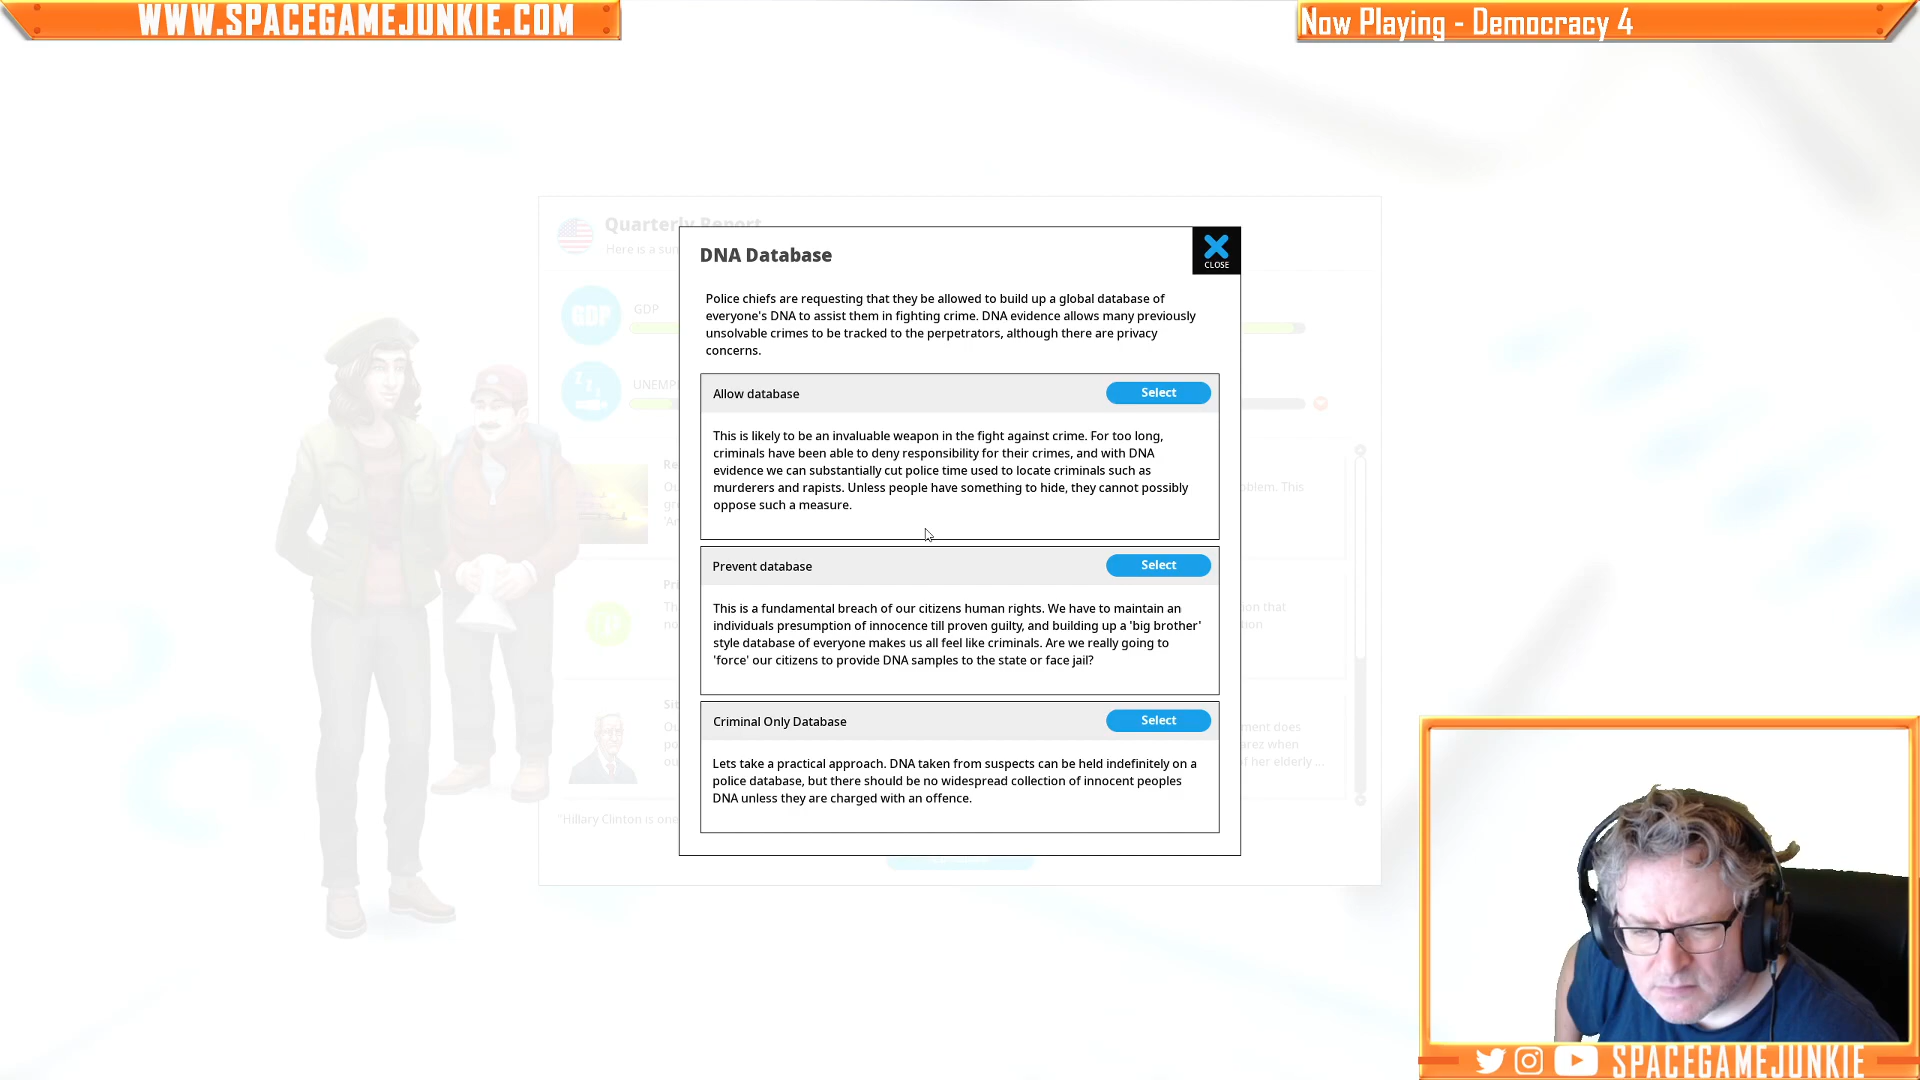 WWW.SPACEGAMEJUNKIE.COM
Now Playing - Democracy 4
Quarterly Report
Here is a
GDP
GDP
DNA Database
CLOSE
Police chiefs are requesting that they be allowed to build up a global database of
everyone's DNA to assist them in fighting crime. DNA evidence allows many previously
unsolvable crimes to be tracked to the perpetrators, although there are privacy
concerns.
Allow database
Select
This is likely to be an invaluable weapon in the fight against crime. For too long,
criminals have been able to deny responsibility for their crimes, and with DNA
evidence we can substantially cut police time used to locate criminals such as
murderers and rapists. Unless people have something to hide, they cannot possibly
oppose such a measure.
Prevent database
Select
This is a fundamental breach of our citizens human rights. We have to maintain an
individuals presumption of innocence till proven guilty, and building up a 'big brother'
style database of everyone makes us all feel like criminals. Are we really going to
'force' our citizens to provide DNA samples to the state or face jail?
Criminal Only Database
Select
Lets take a practical approach. DNA taken from suspects can be held indefinitely on a
police database, but there should be no widespread collection of innocent peoples
DNA unless they are charged with an offence.
"Hillary Clinton is
SPACEGAMEJUNKIE